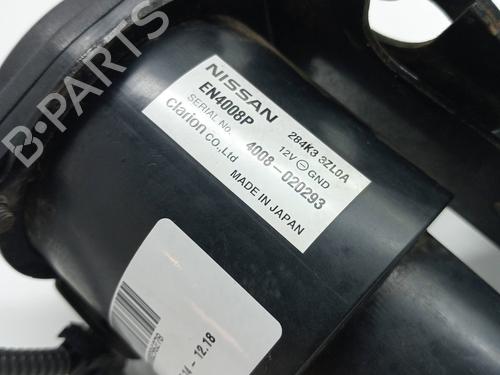 B-PARTS
NISSAN
EN4008P 284K3 3ZL0A
SERIAL No. 12V ⊖ GND
4008-020293
clarion CO.,Ltd
MADE IN JAPAN
- 12.18